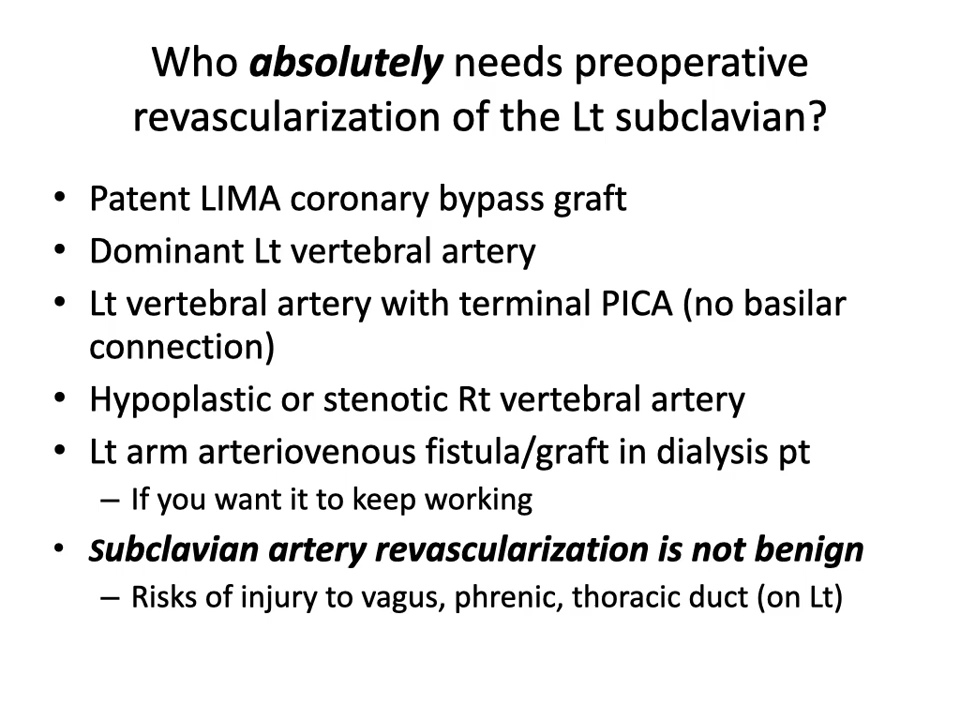 Who absolutely needs preoperative
revascularization of the Lt subclavian?
• Patent LIMA coronary bypass graft
• Dominant Lt vertebral artery
• Lt vertebral artery with terminal PICA (no basilar
connection)
• Hypoplastic or stenotic Rt vertebral artery
• Lt arm arteriovenous fistula/graft in dialysis pt
– If you want it to keep working
• Subclavian artery revascularization is not benign
– Risks of injury to vagus, phrenic, thoracic duct (on Lt)